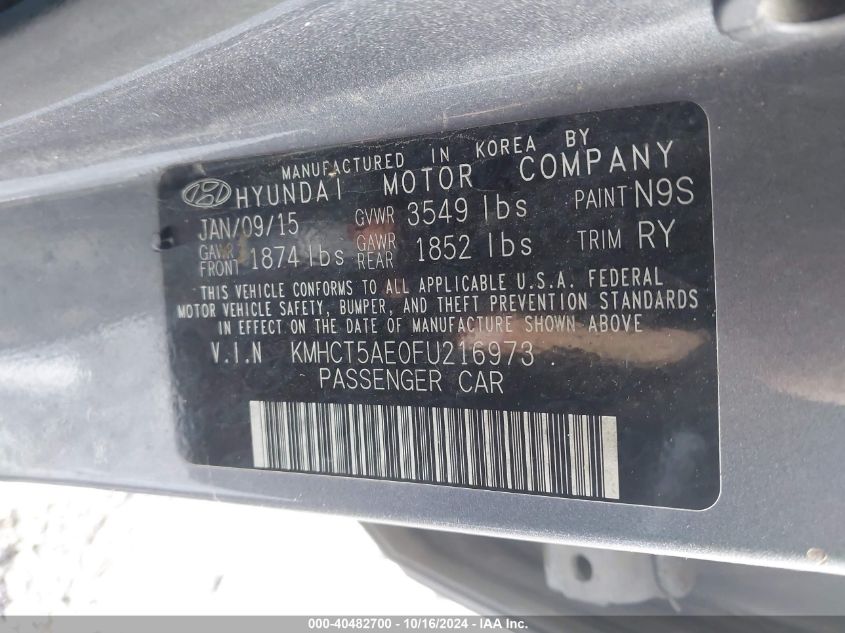 MANUFACTURED IN KOREA BY
HYUNDAI MOTOR COMPANY
JAN/09/15 GVWR 3549 lbs PAINT N9S
GAWR FRONT 1874 lbs GAWR REAR 1852 lbs TRIM RY
THIS VEHICLE CONFORMS TO ALL APPLICABLE U.S.A. FEDERAL
MOTOR VEHICLE SAFETY, BUMPER, AND THEFT PREVENTION STANDARDS
IN EFFECT ON THE DATE OF MANUFACTURE SHOWN ABOVE.
V.I.N KMHCT5AE0FU216973
PASSENGER CAR
000-40482700 - 10/16/2024 - IAA Inc.